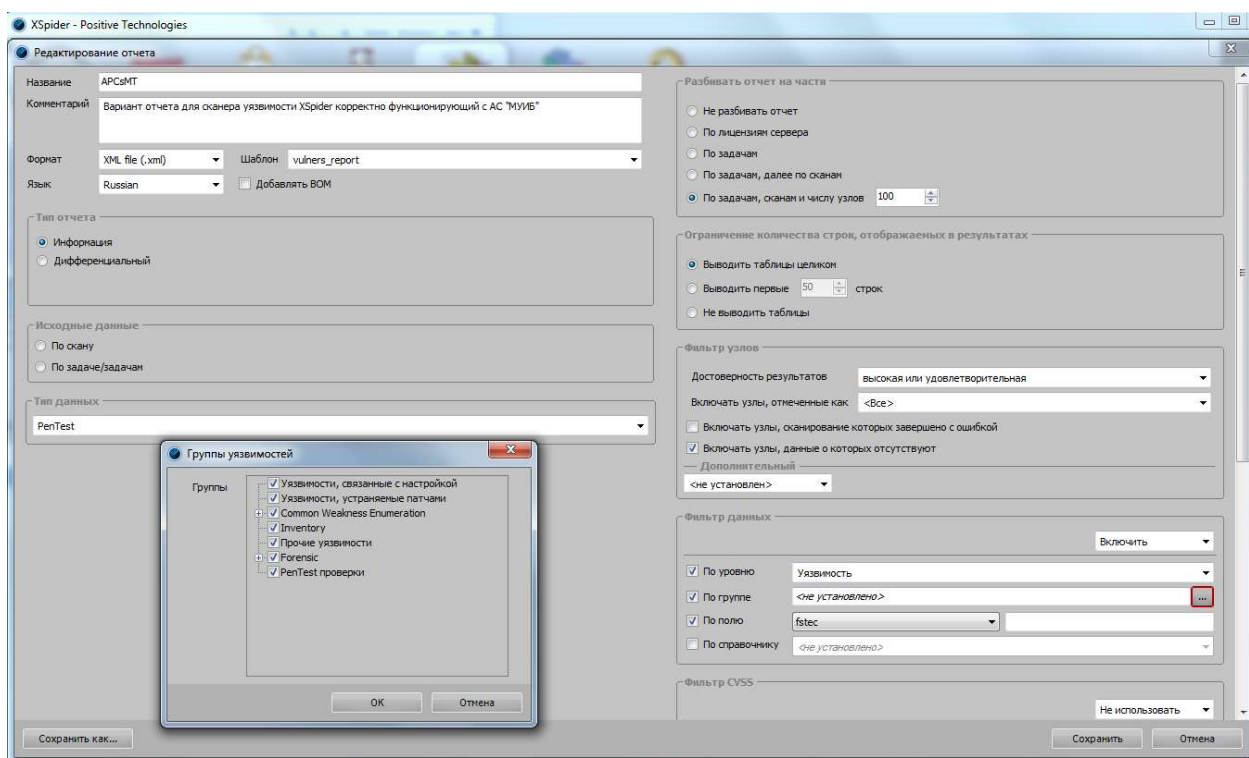 XSpider - Positive Technologies
Редактирование отчета
Название APCsMT
Комментарий Вариант отчета для сканера уязвимости XSpider корректно функционирующий с АС "МУИБ"
Формат XML file (.xml) Шаблон vulners_report
Язык Russian Добавлять BOM
Тип отчета
Информация
Дифференциальный
Исходные данные
По скану
По задаче/задачам
Тип данных
PenTest
Группы уязвимостей
Группы
Уязвимости, связанные с настройкой
Уязвимости, устраняемые патчами
Common Weakness Enumeration
Inventory
Прочие уязвимости
Forensic
PenTest проверки
OK Отмена
Разбивать отчет на части
Не разбивать отчет
По лицензиям сервера
По задачам
По задачам, далее по сканам
По задачам, сканам и числу узлов 100
Ограничение количества строк, отображаемых в результатах
Выводить таблицы целиком
Выводить первые 50 строк
Не выводить таблицы
Фильтр узлов
Достоверность результатов высокая или удовлетворительная
Включать узлы, отмеченные как <Все>
Включать узлы, сканирование которых завершено с ошибкой
Включать узлы, данные о которых отсутствуют
Дополнительный
<не установлен>
Фильтр данных
Включить
По уровню Уязвимость
По группе <не установлено> ...
По полю fstec
По справочнику <не установлено>
Фильтр CVSS
Не использовать
Сохранить как... Сохранить Отмена